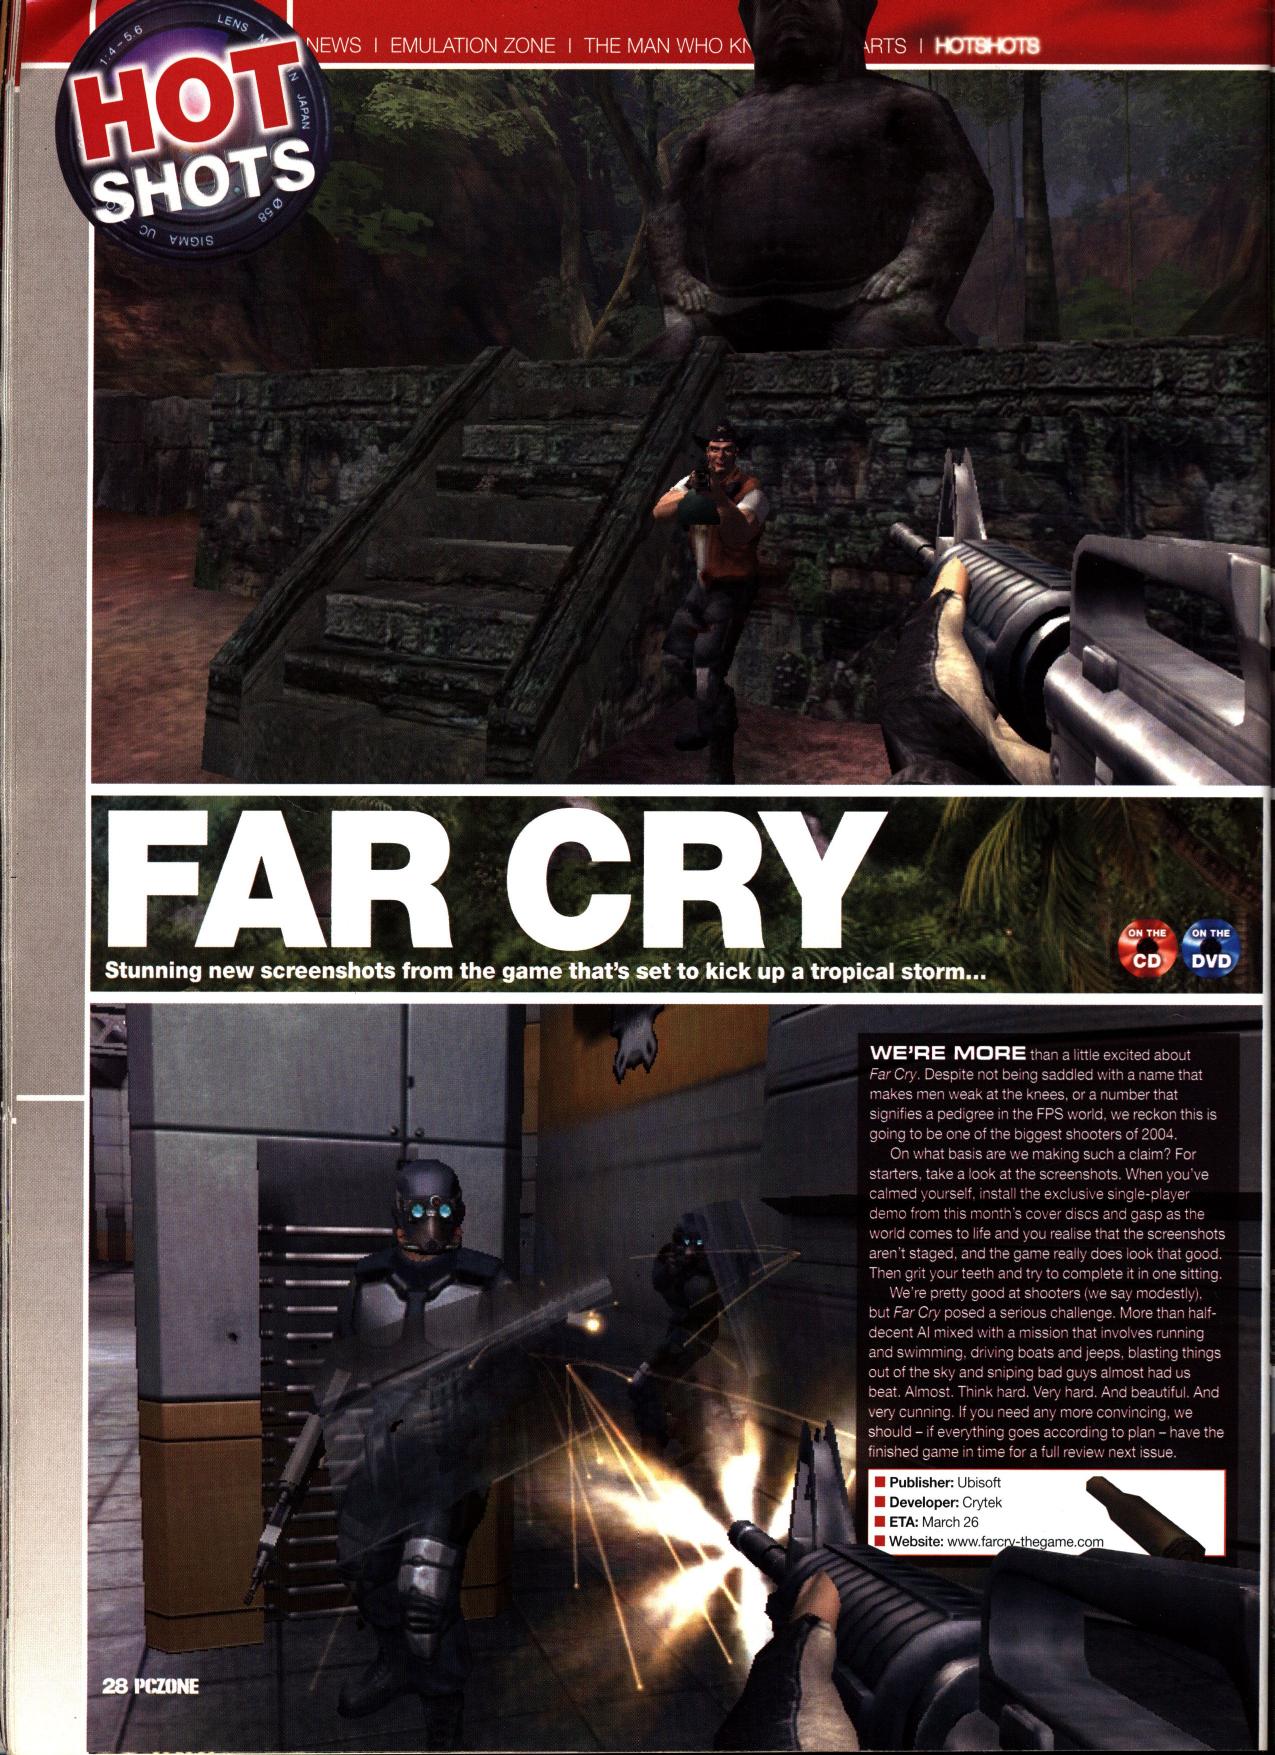 NEWS | EMULATION ZONE | THE MAN WHO KN ARTS | HOTSHOTS
1:4-5.6
LENS
N JAPAN
HOT
SHOTS
Ø58
SIGMA UC
FAR CRY
Stunning new screenshots from the game that's set to kick up a tropical storm...
ON THE
CD
ON THE
DVD
WE'RE MORE than a little excited about
Far Cry. Despite not being saddled with a name that
makes men weak at the knees, or a number that
signifies a pedigree in the FPS world, we reckon this is
going to be one of the biggest shooters of 2004.
On what basis are we making such a claim? For
starters, take a look at the screenshots. When you've
calmed yourself, install the exclusive single-player
demo from this month's cover discs and gasp as the
world comes to life and you realise that the screenshots
aren't staged, and the game really does look that good.
Then grit your teeth and try to complete it in one sitting.
We're pretty good at shooters (we say modestly),
but Far Cry posed a serious challenge. More than half-
decent AI mixed with a mission that involves running
and swimming, driving boats and jeeps, blasting things
out of the sky and sniping bad guys almost had us
beat. Almost. Think hard. Very hard. And beautiful. And
very cunning. If you need any more convincing, we
should – if everything goes according to plan – have the
finished game in time for a full review next issue.
Publisher: Ubisoft
Developer: Crytek
ETA: March 26
Website: www.farcry-thegame.com
28 PCZONE